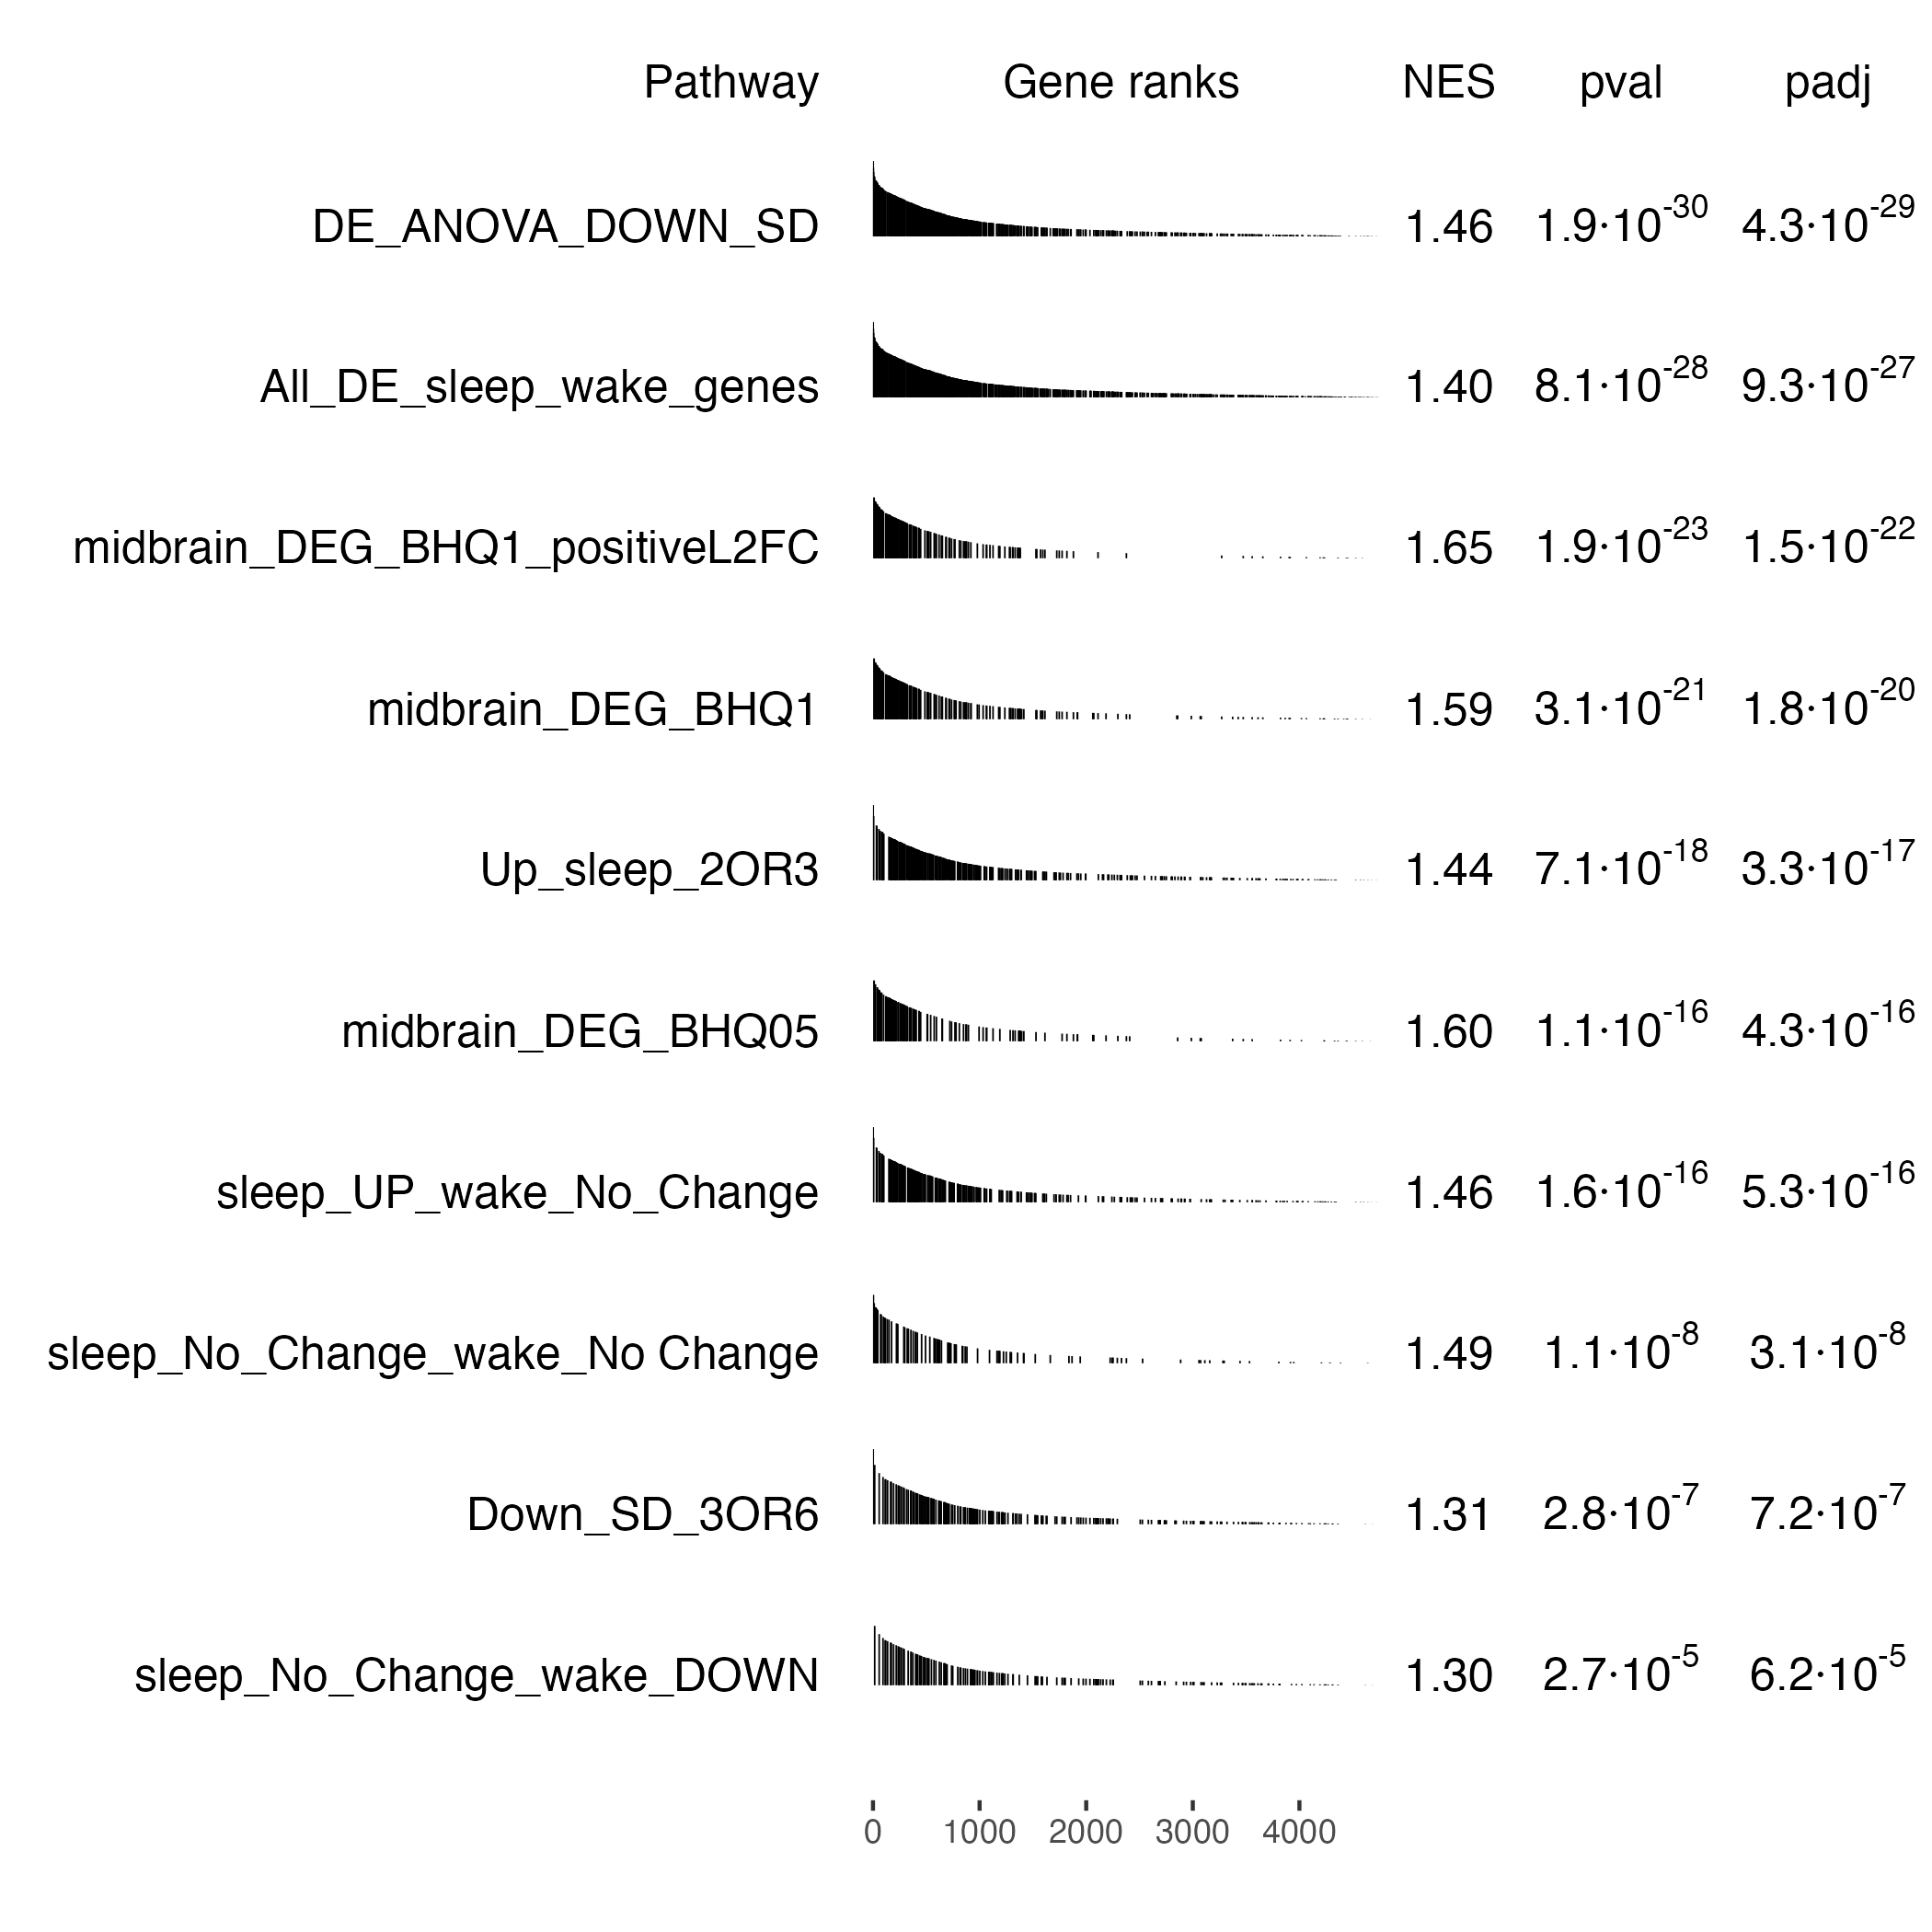 Pathway Gene ranks NES pval padj
DE_ANOVA_DOWN_SD 1.46 1.9·10⁻³⁰ 4.3·10⁻²⁹
All_DE_sleep_wake_genes 1.40 8.1·10⁻²⁸ 9.3·10⁻²⁷
midbrain_DEG_BHQ1_positiveL2FC 1.65 1.9·10⁻²³ 1.5·10⁻²²
midbrain_DEG_BHQ1 1.59 3.1·10⁻²¹ 1.8·10⁻²⁰
Up_sleep_2OR3 1.44 7.1·10⁻¹⁸ 3.3·10⁻¹⁷
midbrain_DEG_BHQ05 1.60 1.1·10⁻¹⁶ 4.3·10⁻¹⁶
sleep_UP_wake_No_Change 1.46 1.6·10⁻¹⁶ 5.3·10⁻¹⁶
sleep_No_Change_wake_No Change 1.49 1.1·10⁻⁸ 3.1·10⁻⁸
Down_SD_3OR6 1.31 2.8·10⁻⁷ 7.2·10⁻⁷
sleep_No_Change_wake_DOWN 1.30 2.7·10⁻⁵ 6.2·10⁻⁵
0 1000 2000 3000 4000